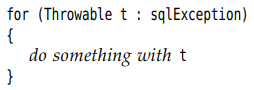 for (Throwable t : sqlException)
{
do something with t
}